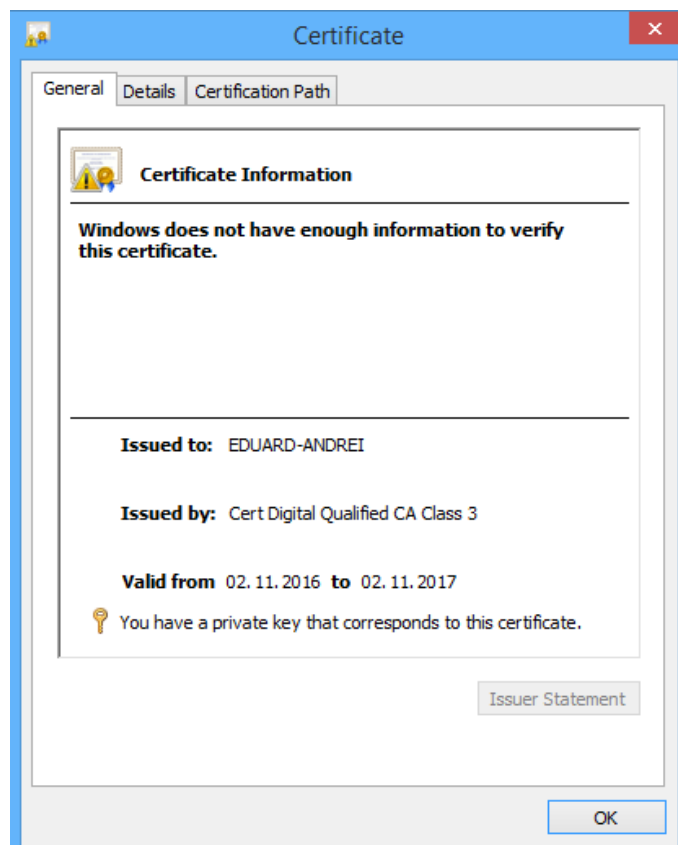 Certificate
General Details Certification Path
Certificate Information
Windows does not have enough information to verify
this certificate.
Issued to: EDUARD-ANDREI
Issued by: Cert Digital Qualified CA Class 3
Valid from 02.11.2016 to 02.11.2017
You have a private key that corresponds to this certificate.
Issuer Statement
OK